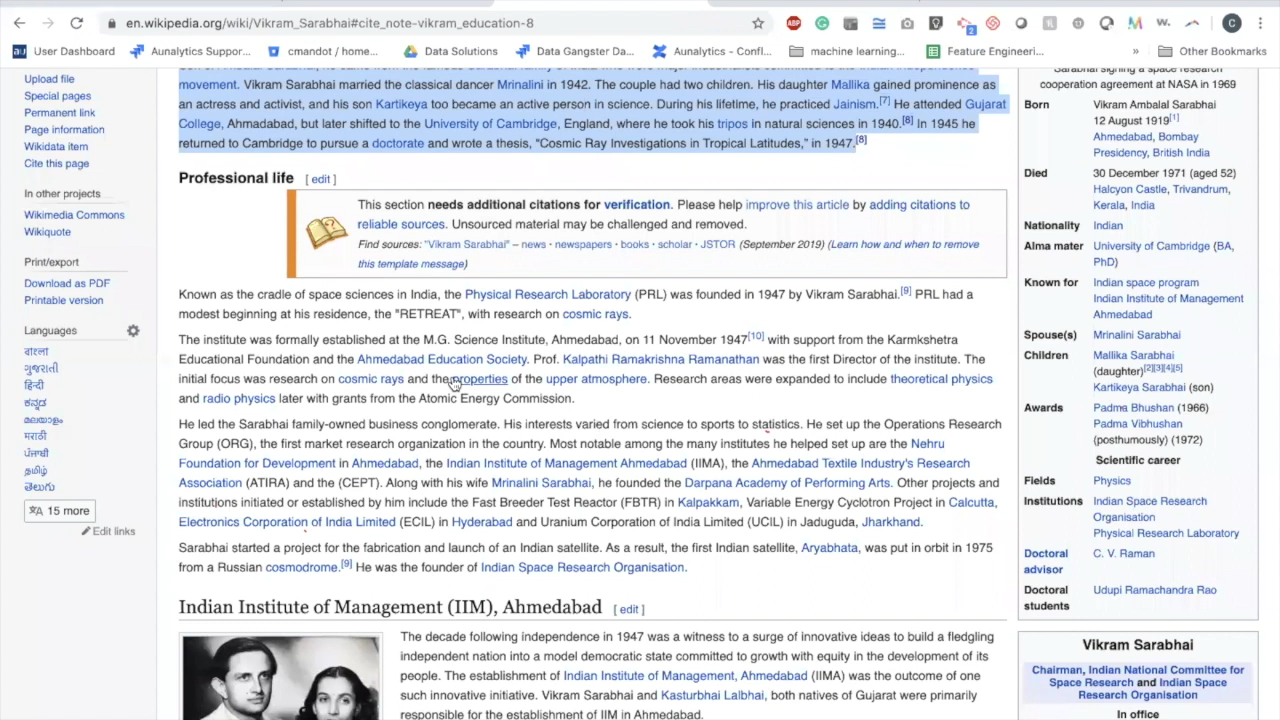 en.wikipedia.org/wiki/Vikram_Sarabhai#cite_note-vikram_education-8
ABP
2
w.
C
User Dashboard
Aunalytics Suppor...
cmandot / home...
Data Solutions
Data Gangster Da...
Aunalytics - Confl...
machine learning...
Feature Engineeri...
»
Other Bookmarks
Upload file
Special pages
Permanent link
Page information
Wikidata item
Cite this page
In other projects
Wikimedia Commons
Wikiquote
Print/export
Download as PDF
Printable version
Languages
বাংলা
ગુજરાતી
हिन्दी
ಕನ್ನಡ
മലയാളം
मराठी
ਪੰਜਾਬੀ
தமிழ்
తెలుగు
15 more
Edit links
movement. Vikram Sarabhai married the classical dancer Mrinalini in 1942. The couple had two children. His daughter Mallika gained prominence as
an actress and activist, and his son Kartikeya too became an active person in science. During his lifetime, he practiced Jainism.[7] He attended Gujarat
College, Ahmadabad, but later shifted to the University of Cambridge, England, where he took his tripos in natural sciences in 1940.[8] In 1945 he
returned to Cambridge to pursue a doctorate and wrote a thesis, "Cosmic Ray Investigations in Tropical Latitudes," in 1947.[8]
Professional life [ edit ]
This section needs additional citations for verification. Please help improve this article by adding citations to
reliable sources. Unsourced material may be challenged and removed.
Find sources: "Vikram Sarabhai" – news · newspapers · books · scholar · JSTOR (September 2019) (Learn how and when to remove
this template message)
Known as the cradle of space sciences in India, the Physical Research Laboratory (PRL) was founded in 1947 by Vikram Sarabhai.[9] PRL had a
modest beginning at his residence, the "RETREAT", with research on cosmic rays.
The institute was formally established at the M.G. Science Institute, Ahmedabad, on 11 November 1947[10] with support from the Karmkshetra
Educational Foundation and the Ahmedabad Education Society. Prof. Kalpathi Ramakrishna Ramanathan was the first Director of the institute. The
initial focus was research on cosmic rays and the properties of the upper atmosphere. Research areas were expanded to include theoretical physics
and radio physics later with grants from the Atomic Energy Commission.
He led the Sarabhai family-owned business conglomerate. His interests varied from science to sports to statistics. He set up the Operations Research
Group (ORG), the first market research organization in the country. Most notable among the many institutes he helped set up are the Nehru
Foundation for Development in Ahmedabad, the Indian Institute of Management Ahmedabad (IIMA), the Ahmedabad Textile Industry's Research
Association (ATIRA) and the (CEPT). Along with his wife Mrinalini Sarabhai, he founded the Darpana Academy of Performing Arts. Other projects and
institutions initiated or established by him include the Fast Breeder Test Reactor (FBTR) in Kalpakkam, Variable Energy Cyclotron Project in Calcutta,
Electronics Corporation of India Limited (ECIL) in Hyderabad and Uranium Corporation of India Limited (UCIL) in Jaduguda, Jharkhand.
Sarabhai started a project for the fabrication and launch of an Indian satellite. As a result, the first Indian satellite, Aryabhata, was put in orbit in 1975
from a Russian cosmodrome.[9] He was the founder of Indian Space Research Organisation.
Indian Institute of Management (IIM), Ahmedabad [ edit ]
The decade following independence in 1947 was a witness to a surge of innovative ideas to build a fledgling
independent nation into a model democratic state committed to growth with equity in the development of its
people. The establishment of Indian Institute of Management, Ahmedabad (IIMA) was the outcome of one
such innovative initiative. Vikram Sarabhai and Kasturbhai Lalbhai, both natives of Gujarat were primarily
responsible for the establishment of IIM in Ahmedabad.
Sarabhai signing a space research
cooperation agreement at NASA in 1969
Born Vikram Ambalal Sarabhai
12 August 1919[1]
Ahmedabad, Bombay
Presidency, British India
Died 30 December 1971 (aged 52)
Halcyon Castle, Trivandrum,
Kerala, India
Nationality Indian
Alma mater University of Cambridge (BA,
PhD)
Known for Indian space program
Indian Institute of Management
Ahmedabad
Spouse(s) Mrinalini Sarabhai
Children Mallika Sarabhai
(daughter)[2][3][4][5]
Kartikeya Sarabhai (son)
Awards Padma Bhushan (1966)
Padma Vibhushan
(posthumously) (1972)
Scientific career
Fields Physics
Institutions Indian Space Research
Organisation
Physical Research Laboratory
Doctoral C. V. Raman
advisor
Doctoral Udupi Ramachandra Rao
students
Vikram Sarabhai
Chairman, Indian National Committee for
Space Research and Indian Space
Research Organisation
In office